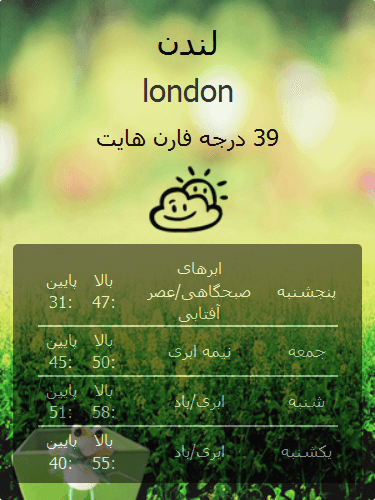 لندن
london
39 درجه فارن هایت
پنجشنبه ابرهای صبحگاهی/عصر آفتابی بالا :47 پایین :31
جمعه نیمه ابری بالا :50 پایین :45
شنبه ابری/باد بالا :58 پایین :51
یکشنبه ابری/باد بالا :55 پایین :40